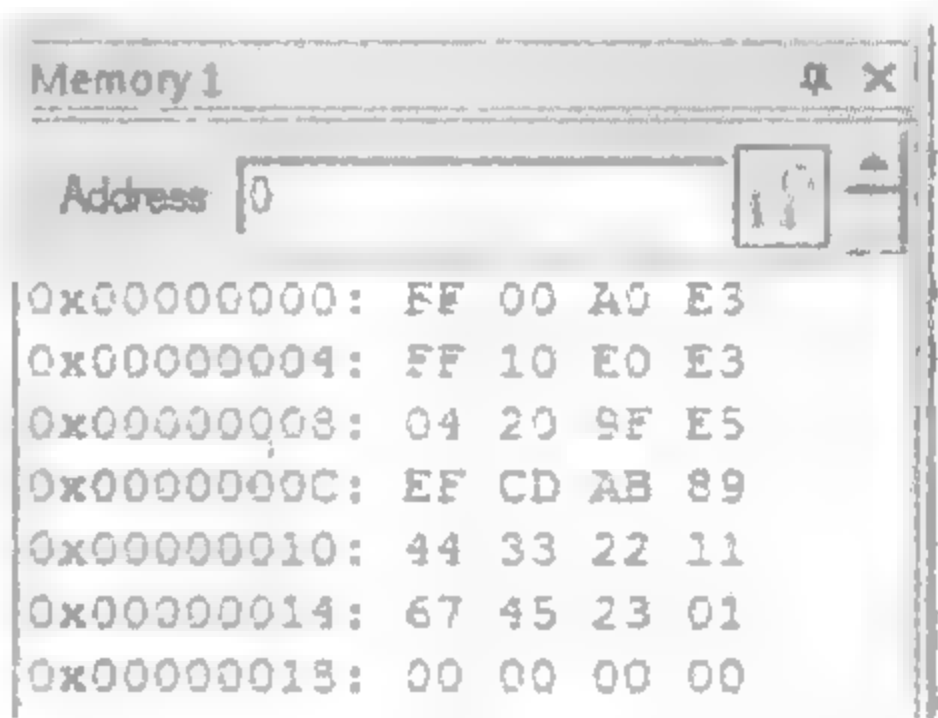 Memory 1
Address 0
0x00000000: FF 00 A0 E3
0x00000004: FF 10 E0 E3
0x00000008: 04 20 9F E5
0x0000000C: EF CD AB 89
0x00000010: 44 33 22 11
0x00000014: 67 45 23 01
0x00000018: 00 00 00 00